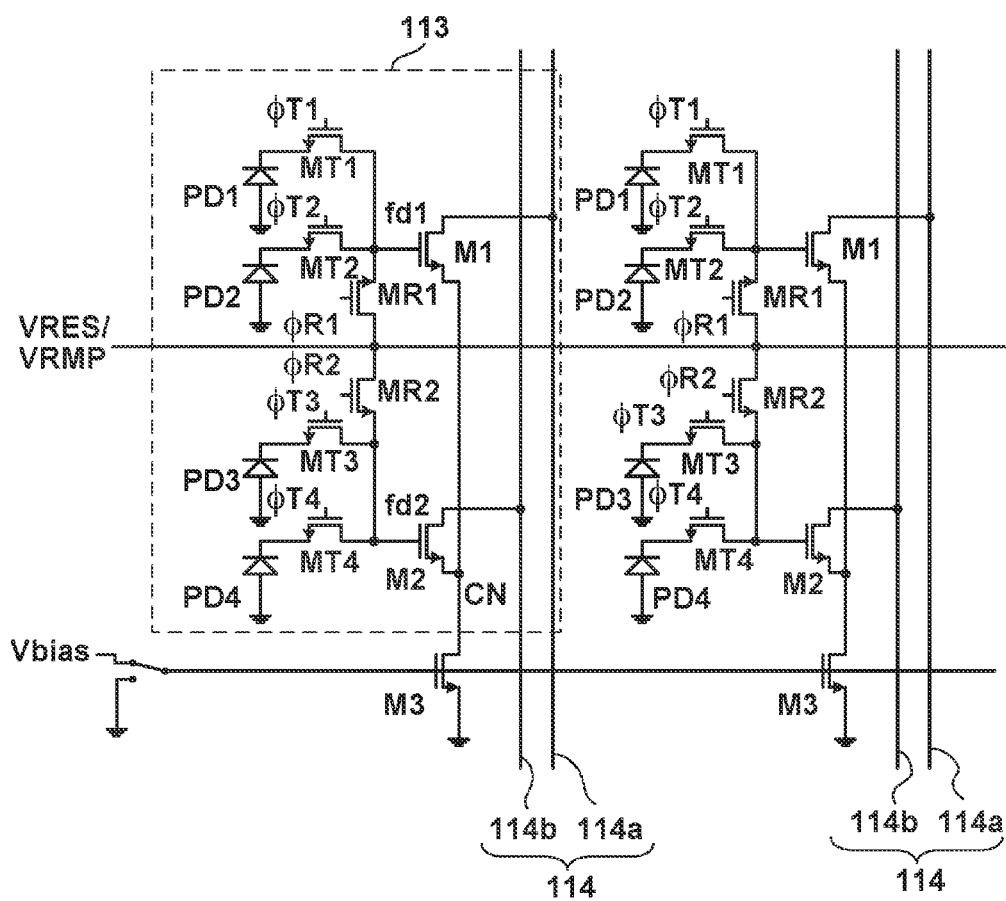 113
ϕT1 ϕT1
MT1 MT1
PD1 PD1
ϕT2 fd1 ϕT2
M1 M1
MT2 MT2
PD2 MR1 PD2 MR1
VRES/ ϕR1 ϕR1
VRMP
ϕR2 ϕR2
MR2 MR2
ϕT3 ϕT3
MT3 MT3
PD3 PD3
ϕT4 fd2 ϕT4
MT4 M2 MT4 M2
PD4 CN PD4
Vbias
M3 M3
114b 114a 114b 114a
114 114